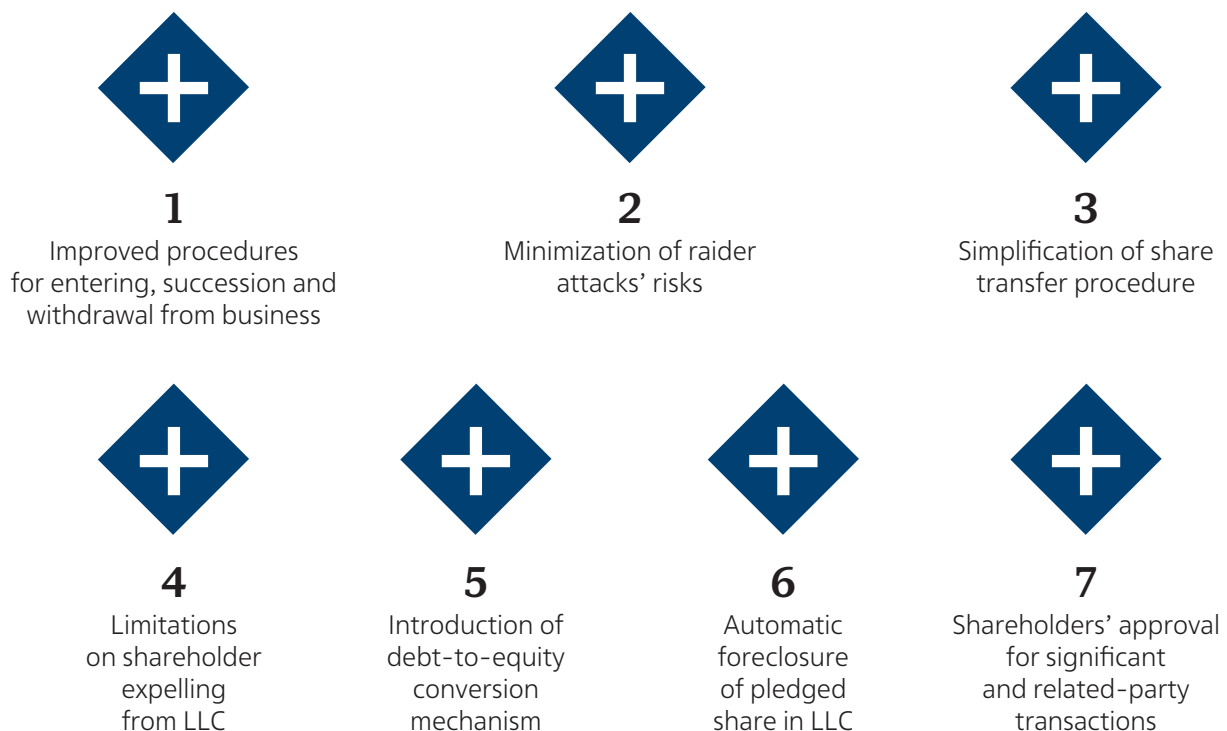 1
Improved procedures
for entering, succession and
withdrawal from business
2
Minimization of raider
attacks’ risks
3
Simplification of share
transfer procedure
4
Limitations
on shareholder
expelling
from LLC
5
Introduction of
debt-to-equity
conversion
mechanism
6
Automatic
foreclosure
of pledged
share in LLC
7
Shareholders’ approval
for significant
and related-party
transactions